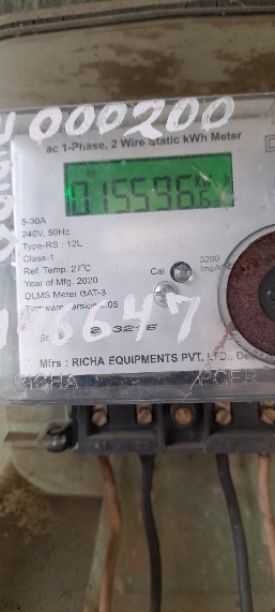 000200
ac 1-Phase, 2 Wire Static kWh Meter
015596
5-30A
240V, 50Hz
Type-RS : 12L
Class-1
Ref. Temp. 27°C
Year of Mfg. 2020
DLMS Meter CAT-3
Cal
3200
Mfrs : RICHA EQUIPMENTS PVT. LTD.,
RICHA